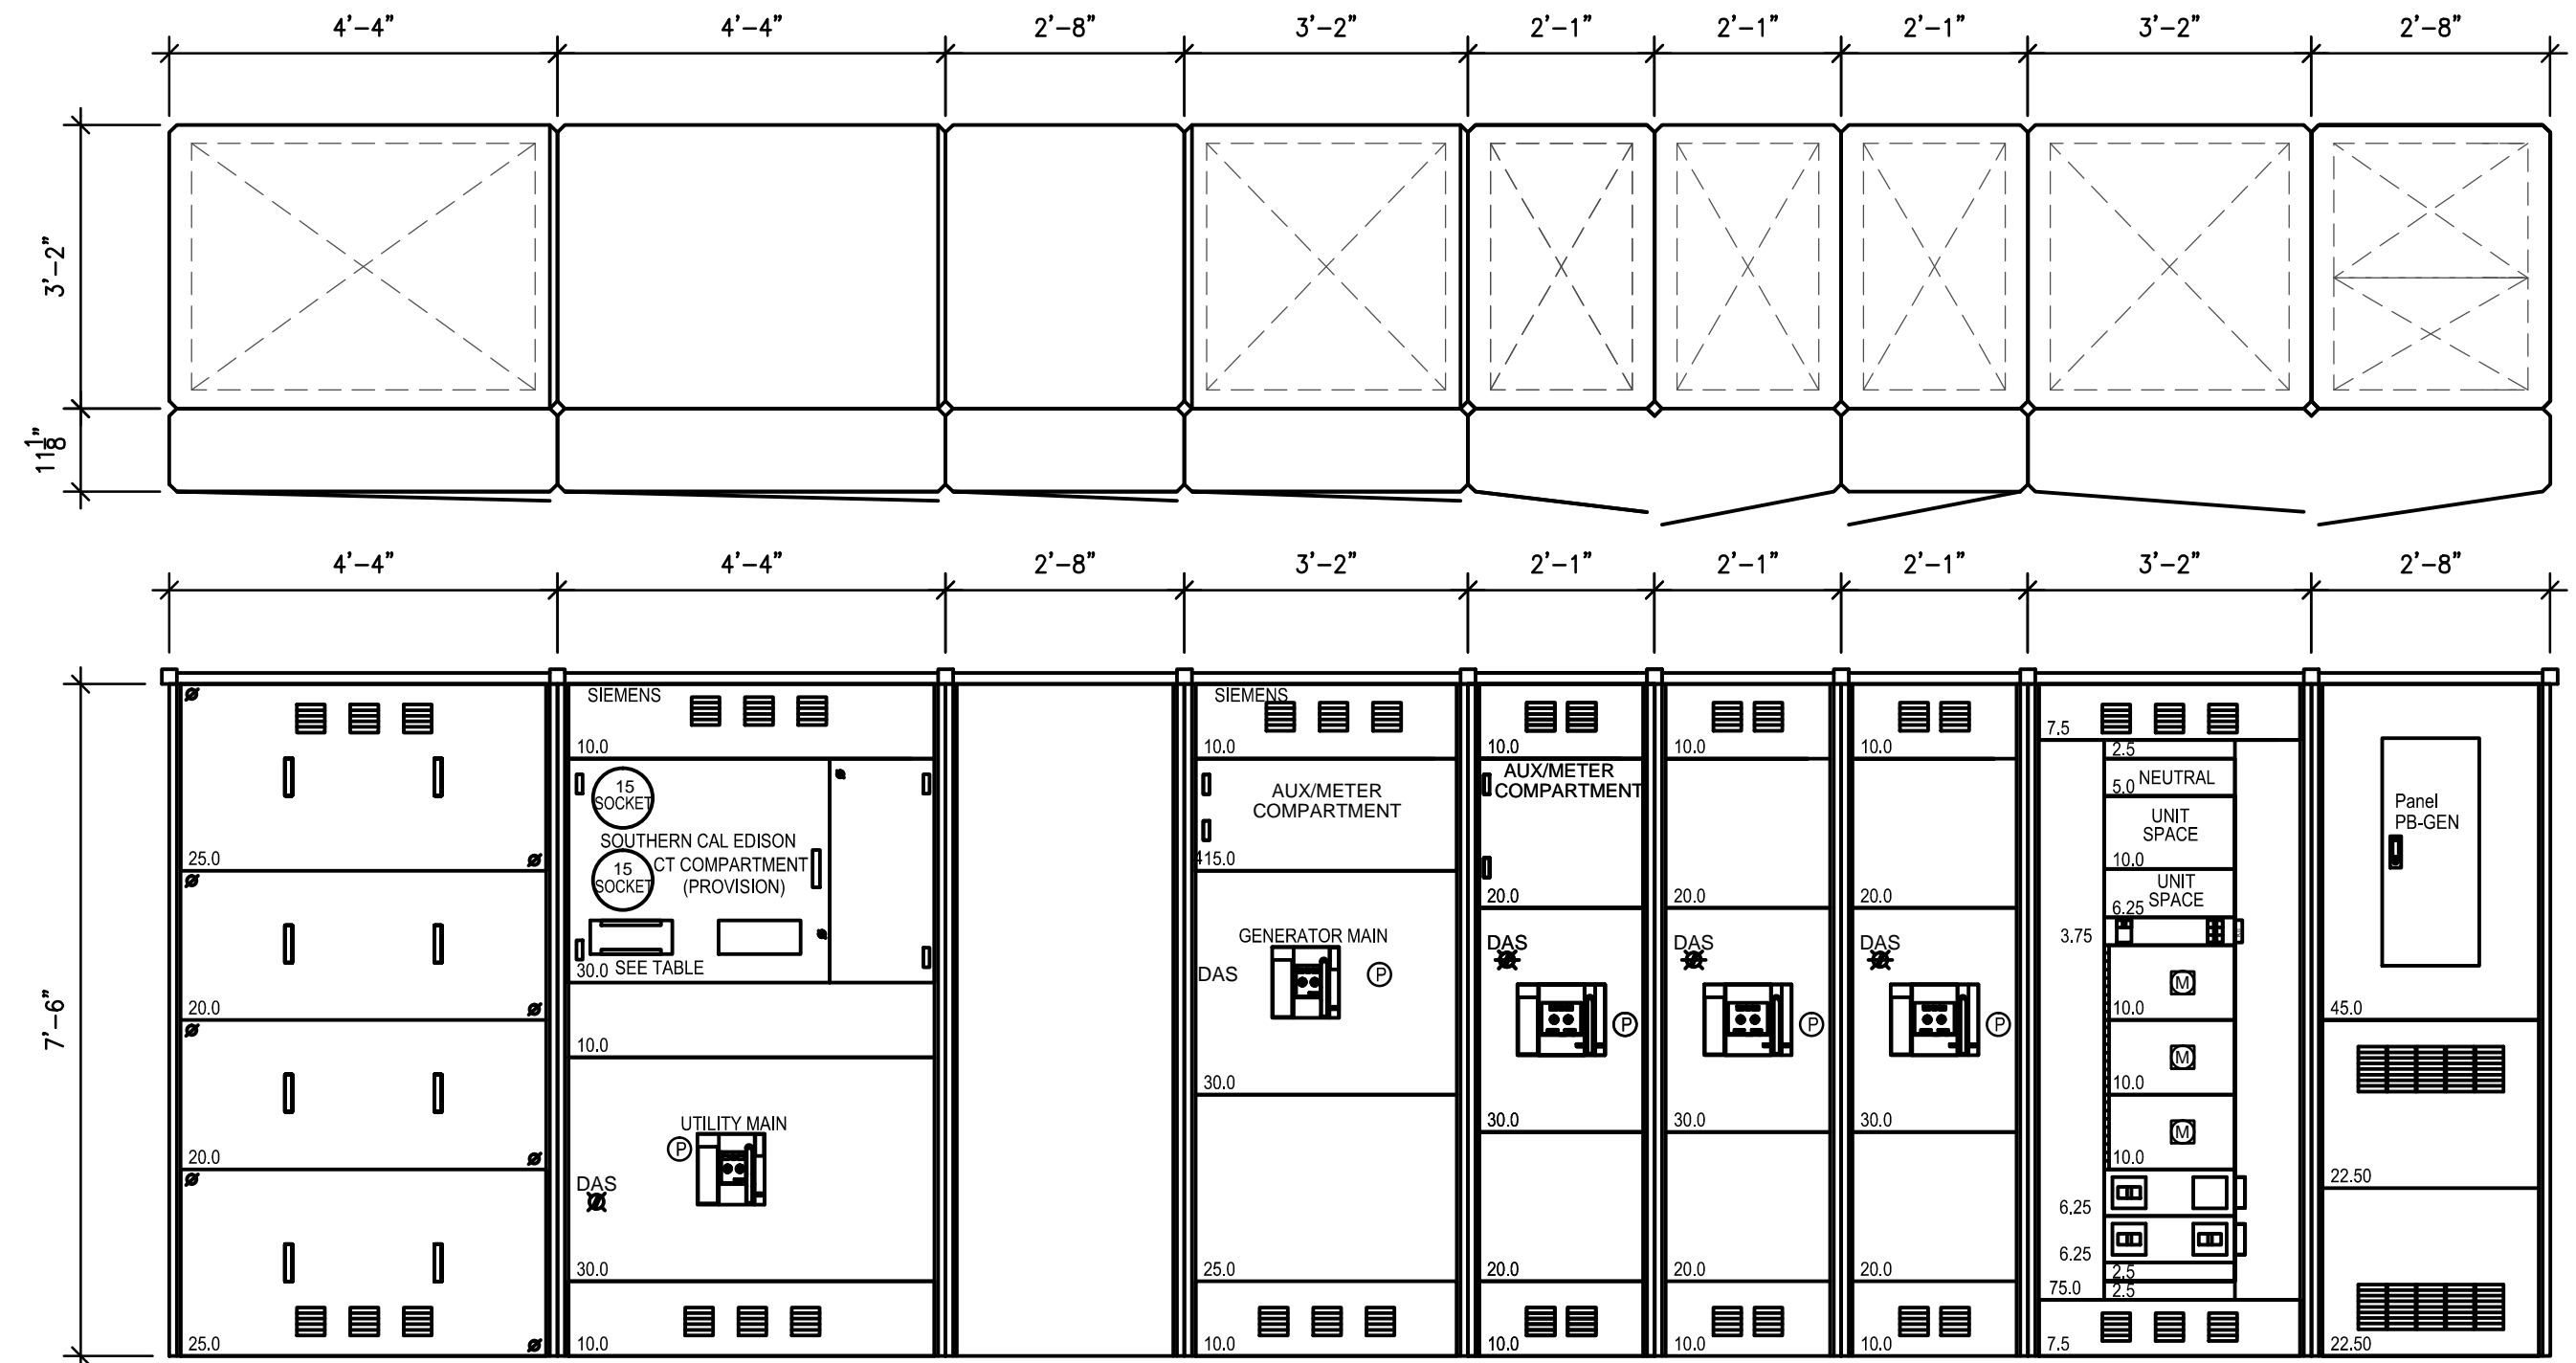 4'-4" 4'-4" 2'-8" 3'-2" 2'-1" 2'-1" 2'-1" 3'-2" 2'-8"
3'-2"
11 1/8"
4'-4" 4'-4" 2'-8" 3'-2" 2'-1" 2'-1" 2'-1" 3'-2" 2'-8"
7'-6"
25.0
20.0
20.0
25.0
SIEMENS
10.0
15
SOCKET
SOUTHERN CAL EDISON
CT COMPARTMENT
(PROVISION)
15
SOCKET
30.0 SEE TABLE
10.0
UTILITY MAIN
P
DAS
30.0
10.0
SIEMENS
10.0
AUX/METER
COMPARTMENT
415.0
GENERATOR MAIN
DAS P
30.0
25.0
10.0
10.0
AUX/METER
COMPARTMENT
20.0
DAS
P
30.0
20.0
10.0
10.0
20.0
DAS
P
30.0
20.0
10.0
10.0
20.0
DAS
P
30.0
20.0
10.0
7.5
2.5
NEUTRAL
5.0
UNIT
SPACE
10.0
UNIT
SPACE
6.25
3.75
M
10.0
M
10.0
M
10.0
6.25
6.25
2.5
75.0 2.5
7.5
Panel
PB-GEN
45.0
22.50
22.50